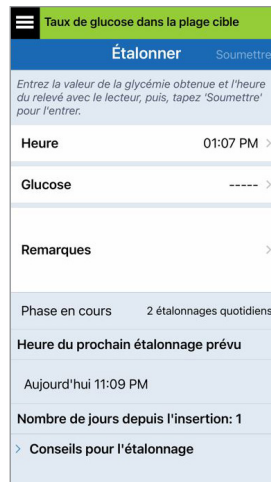 Taux de glucose dans la plage cible
Étalonner Soumettre
Entrez la valeur de la glycémie obtenue et l'heure
du relevé avec le lecteur, puis, tapez 'Soumettre'
pour l'entrer.
Heure 01:07 PM >
Glucose ----- >
Remarques >
Phase en cours 2 étalonnages quotidiens
Heure du prochain étalonnage prévu
Aujourd'hui 11:09 PM
Nombre de jours depuis l'insertion: 1
> Conseils pour l'étalonnage